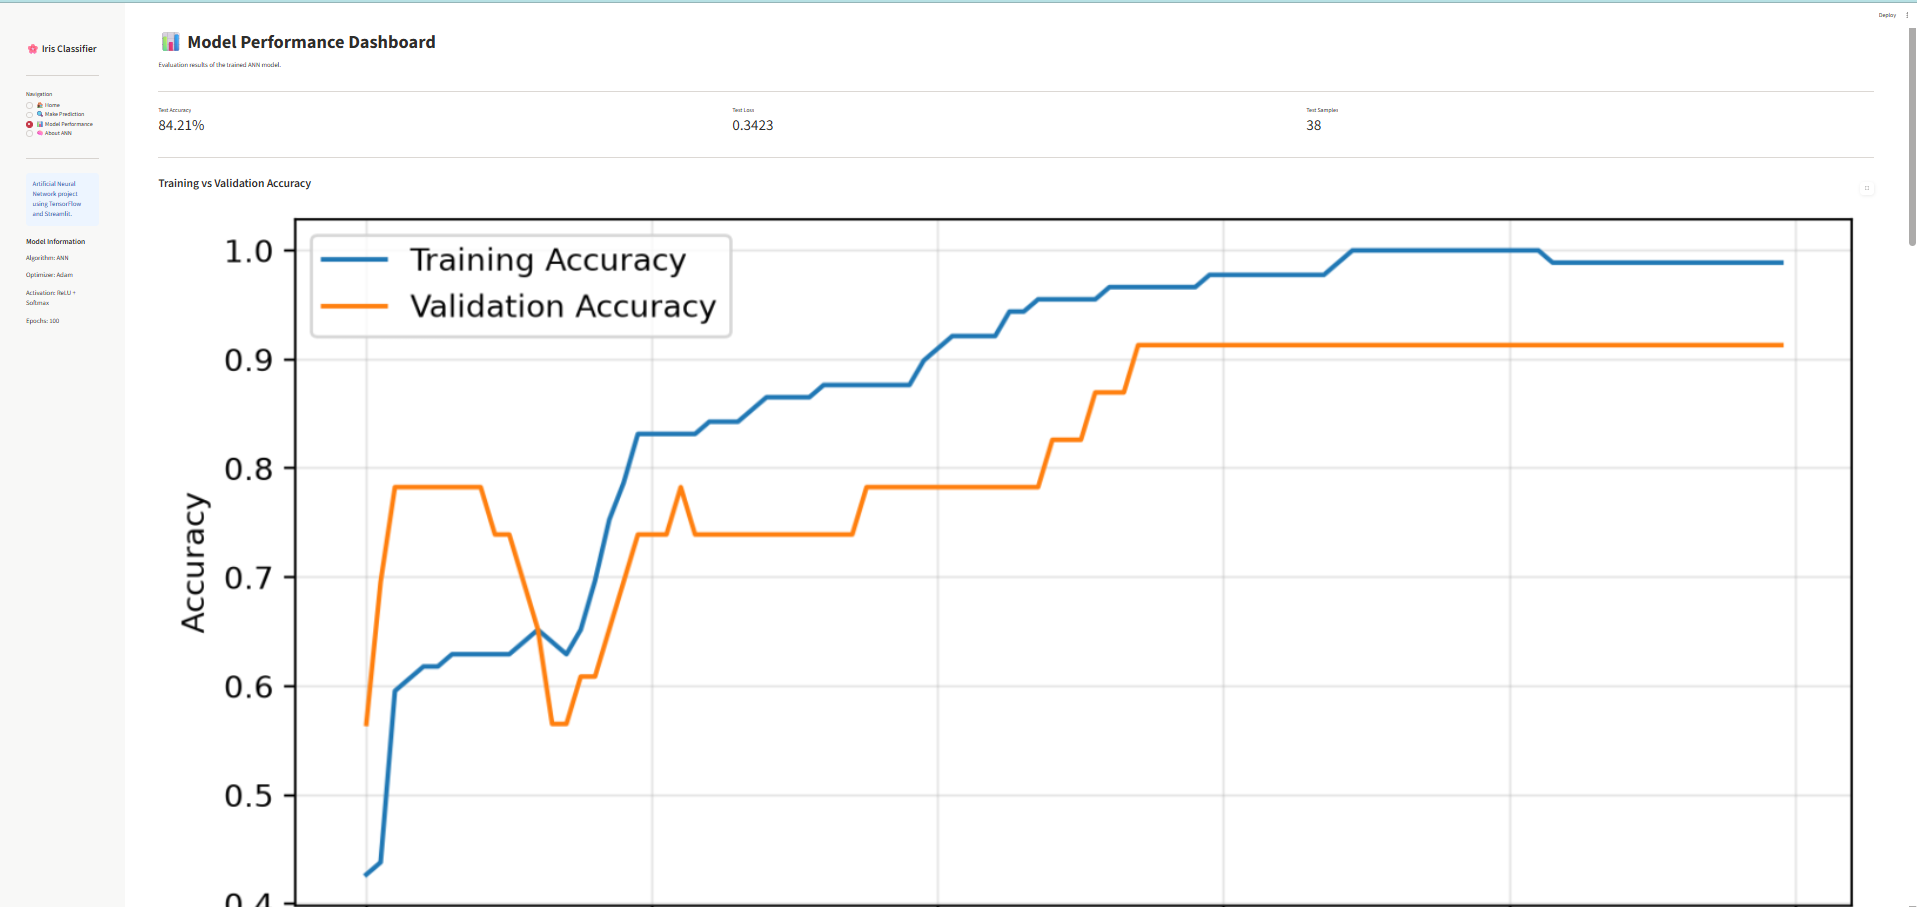 Deploy
🌸 Iris Classifier
Navigation
🏠 Home
🔍 Make Prediction
📊 Model Performance
🧠 About ANN
Artificial Neural
Network project
using TensorFlow
and Streamlit.
Model Information
Algorithm: ANN
Optimizer: Adam
Activation: ReLU +
Softmax
Epochs: 100
📊 Model Performance Dashboard
Evaluation results of the trained ANN model.
Test Accuracy
84.21%
Test Loss
0.3423
Test Samples
38
Training vs Validation Accuracy
Training Accuracy
Validation Accuracy
Accuracy
1.0
0.9
0.8
0.7
0.6
0.5
0.4